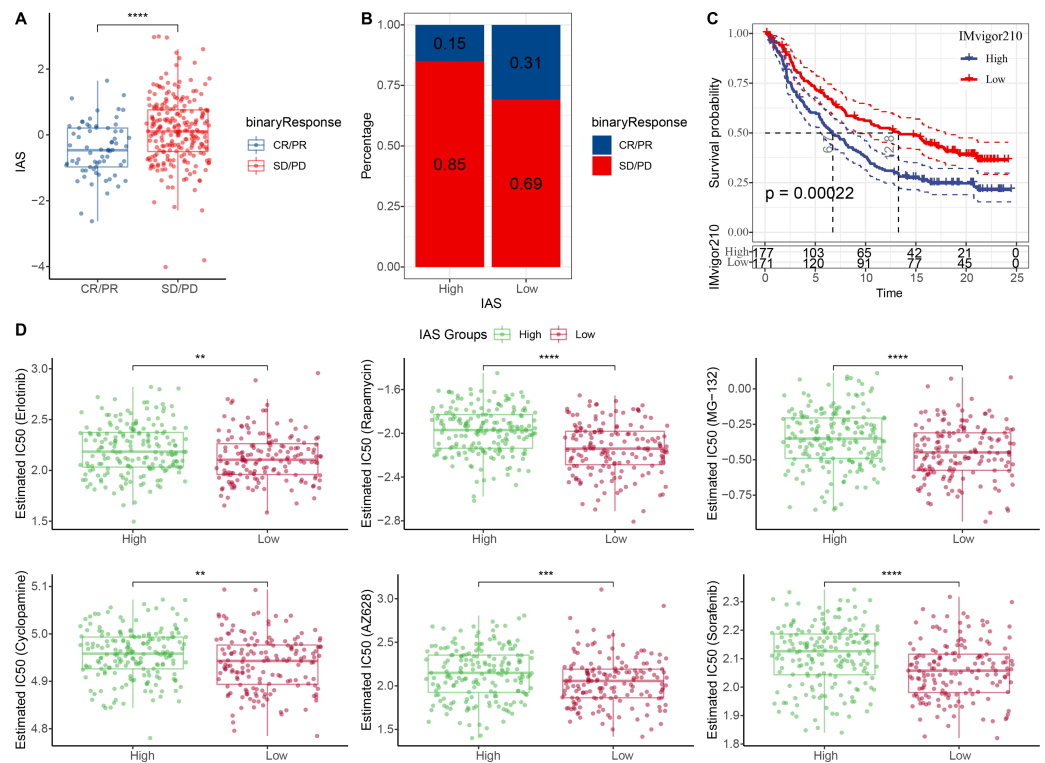 A
****
IAS
2
0
−2
−4
CR/PR
SD/PD
binaryResponse
CR/PR
SD/PD
B
Percentage
1.00
0.75
0.50
0.25
0.00
0.15
0.85
0.31
0.69
High
Low
IAS
binaryResponse
CR/PR
SD/PD
C
IMvigor210
High
Low
Survival probability
1.00
0.75
0.50
0.25
0.00
p = 0.00022
IMvigor210
High 177 103 65 42 21 0
Low 171 120 91 77 45 0
0 5 10 15 20 25
Time
D
IAS Groups High Low
Estimated IC50 (Erlotinib)
**
3.0
2.5
2.0
1.5
High Low
Estimated IC50 (Rapamycin)
****
−1.6
−2.0
−2.4
−2.8
High Low
Estimated IC50 (MG−132)
****
0.00
−0.25
−0.50
−0.75
High Low
Estimated IC50 (Cyclopamine)
**
5.1
5.0
4.9
4.8
High Low
Estimated IC50 (AZ628)
***
3.0
2.5
2.0
1.5
High Low
Estimated IC50 (Sorafenib)
****
2.3
2.2
2.1
2.0
1.9
1.8
High Low